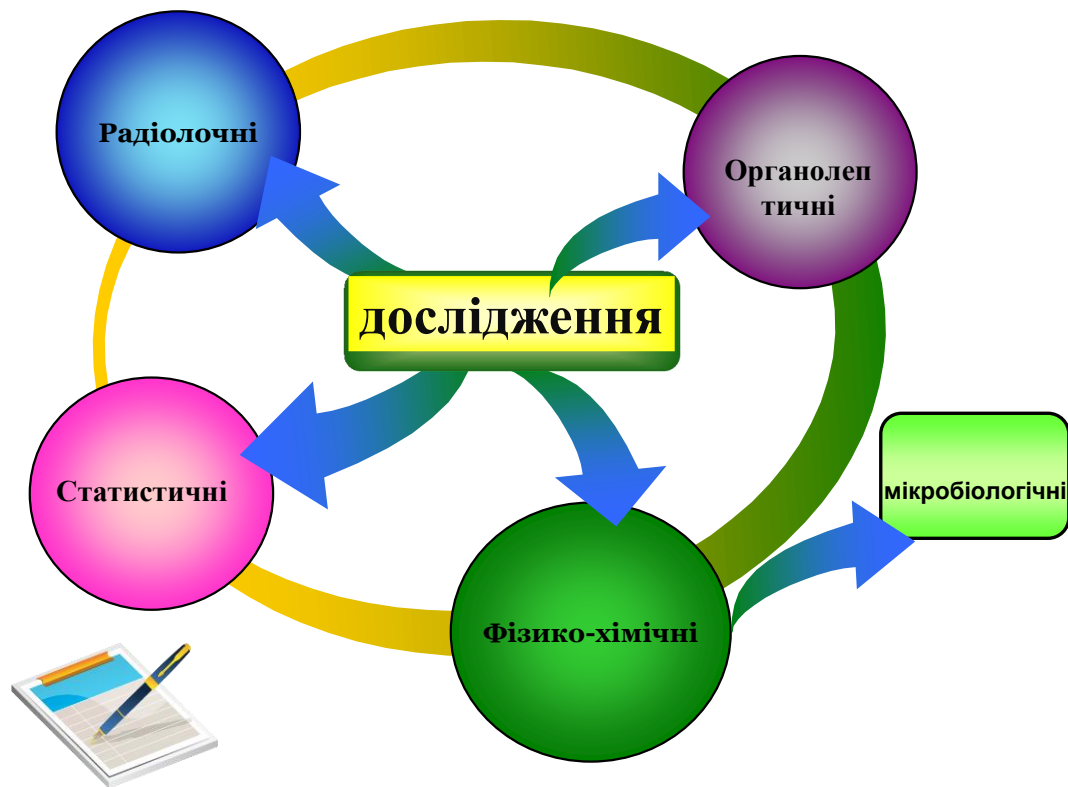 Радіолочні
Органолеп
тичні
дослідження
Статистичні
мікробіологічні
Фізико-хімічні